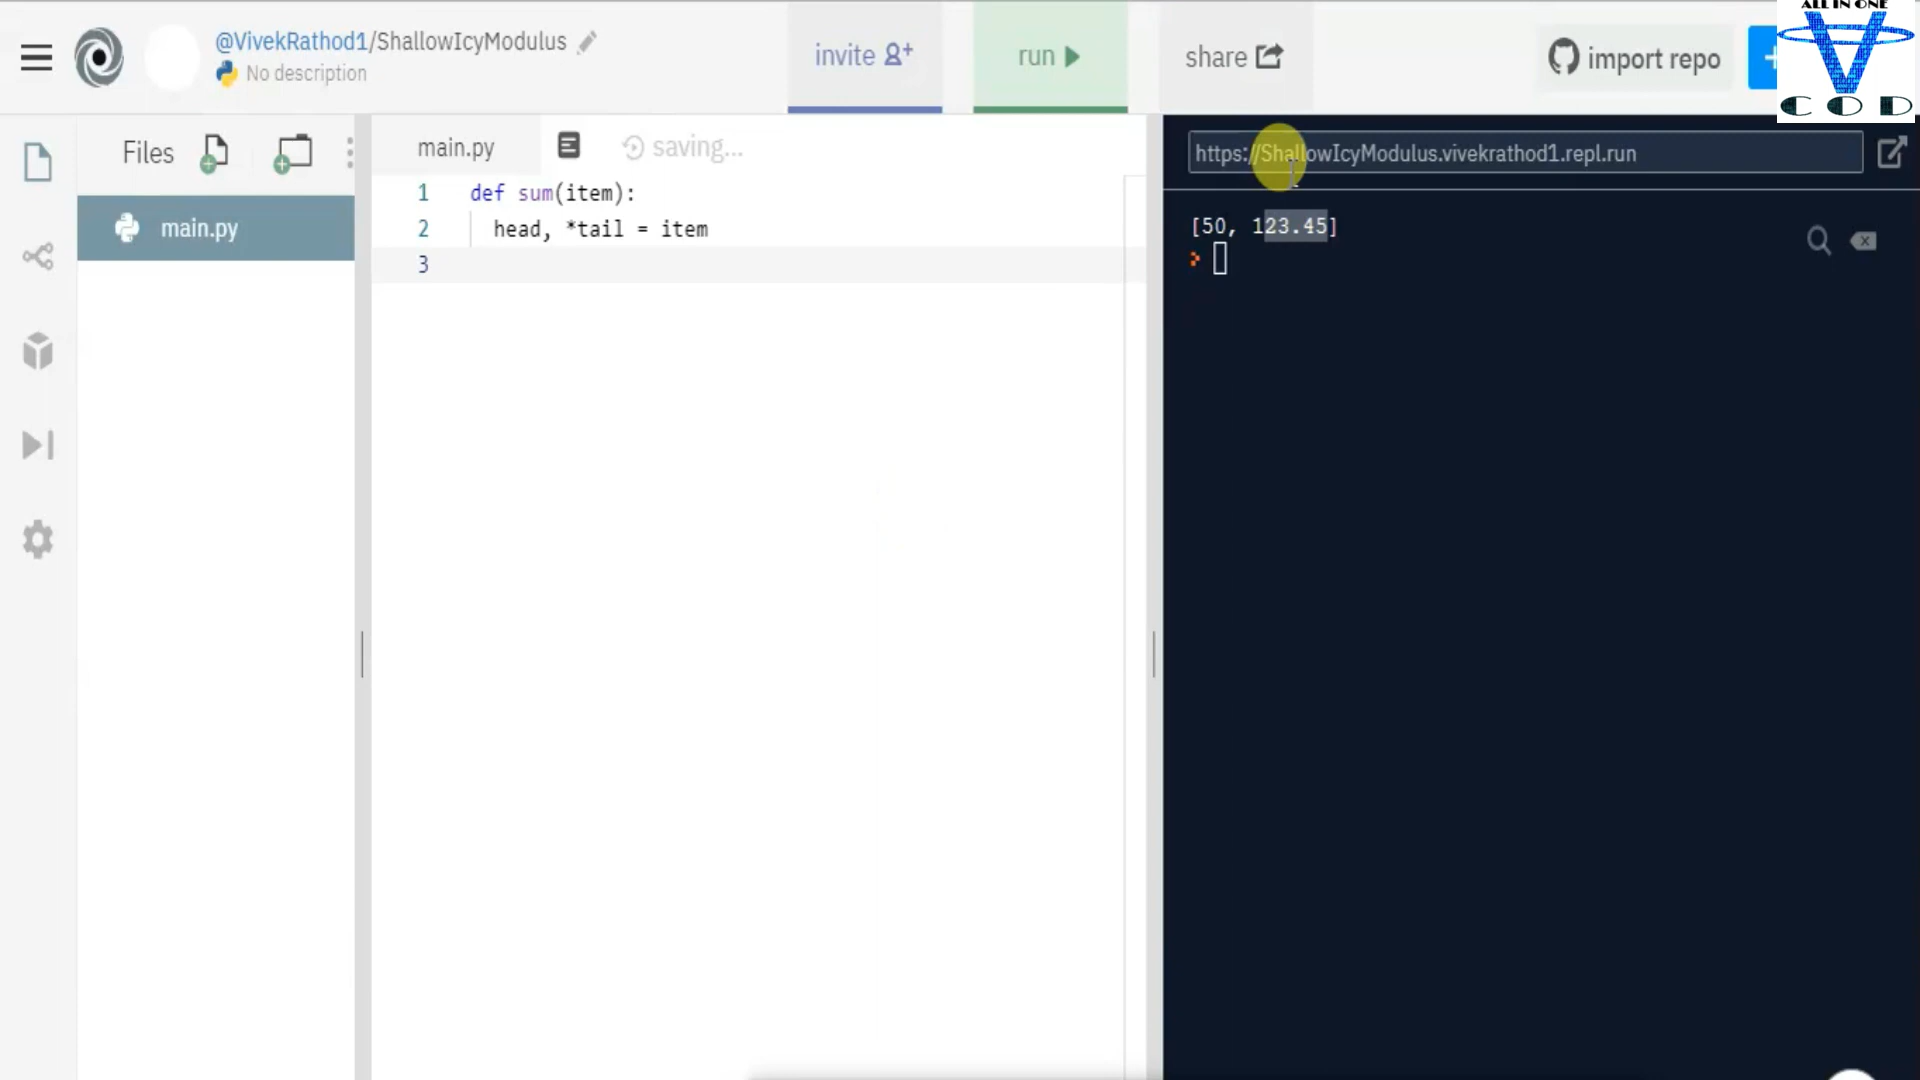 @VivekRathod1/ShallowIcyModulus
No description
invite
run
share
import repo
+
ALL IN ONE
V
COD
Files
main.py
saving...
https://ShallowIcyModulus.vivekrathod1.repl.run
main.py
1 def sum(item):
2 head, *tail = item
3
[50, 123.45]
>